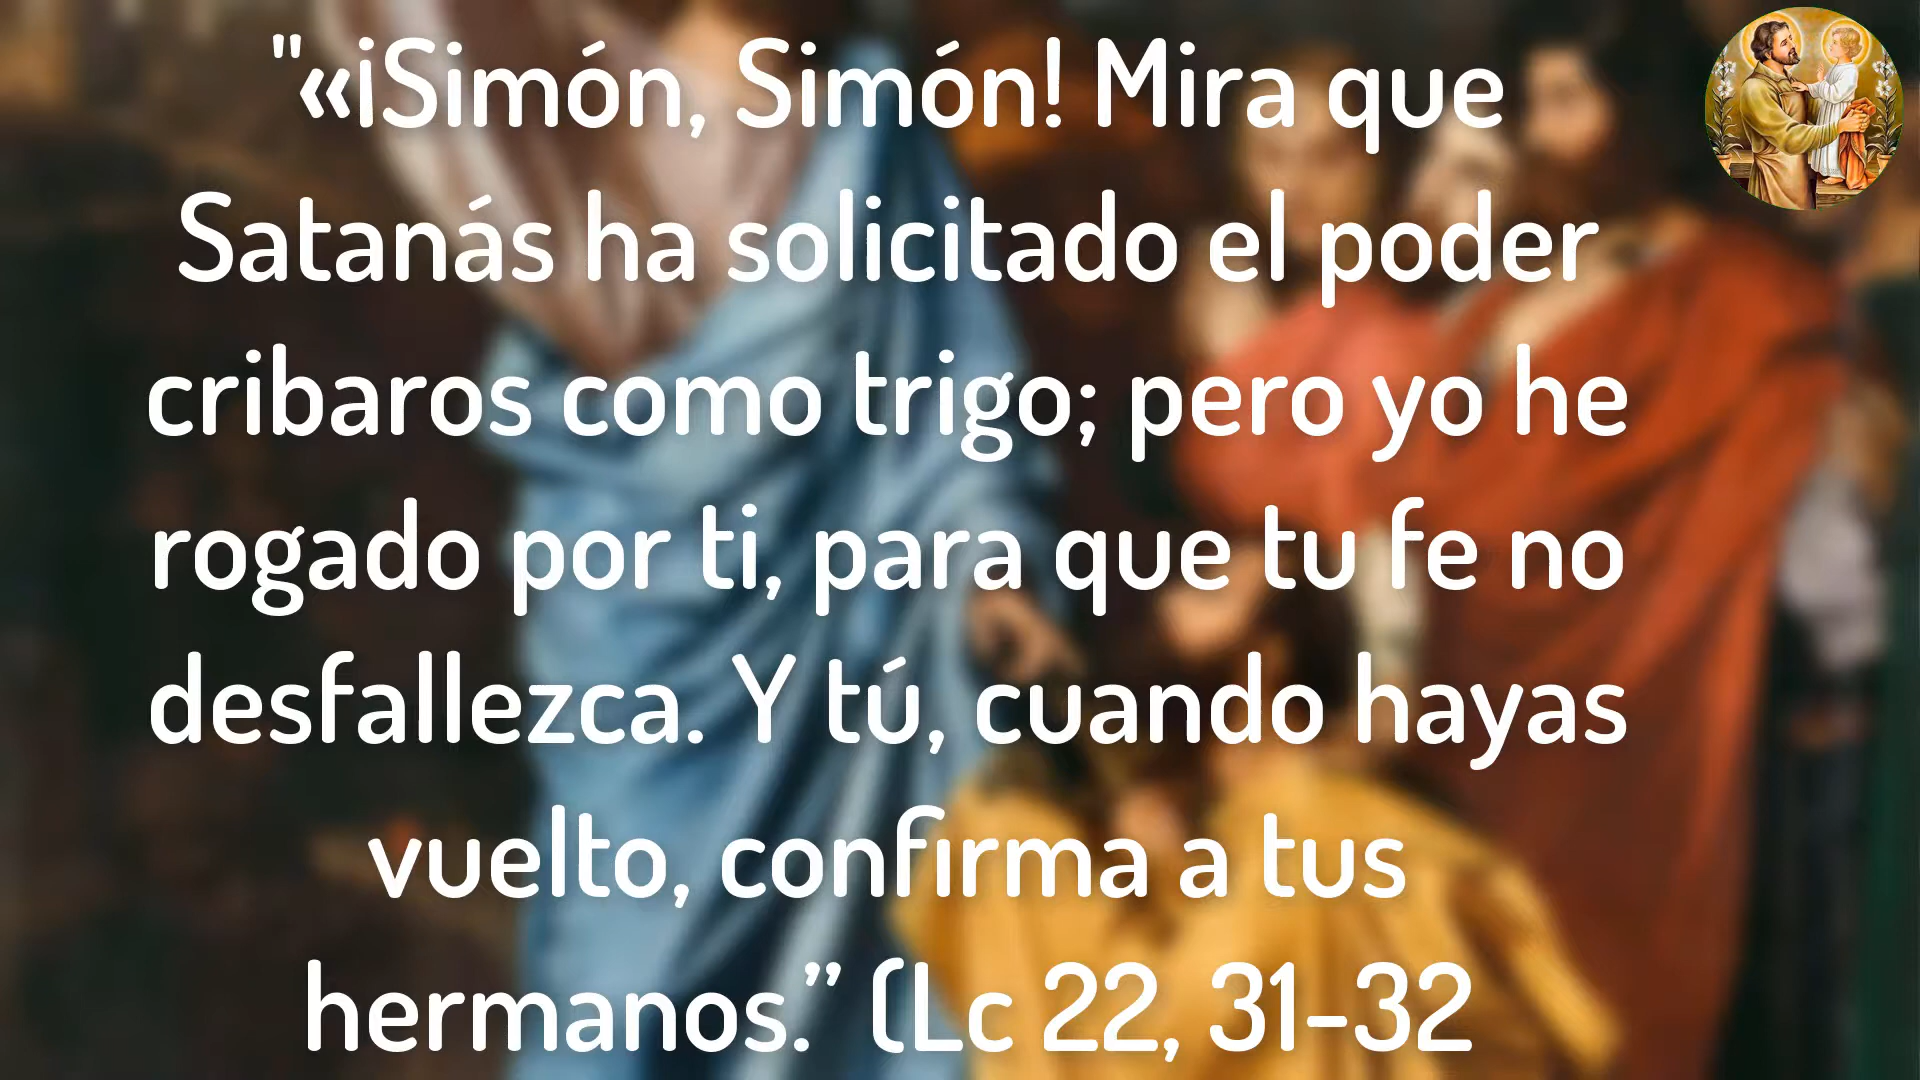 "«¡Simón, Simón! Mira que
Satanás ha solicitado el poder
cribaros como trigo; pero yo he
rogado por ti, para que tu fe no
desfallezca. Y tú, cuando hayas
vuelto, confirma a tus
hermanos.” (Lc 22, 31-32